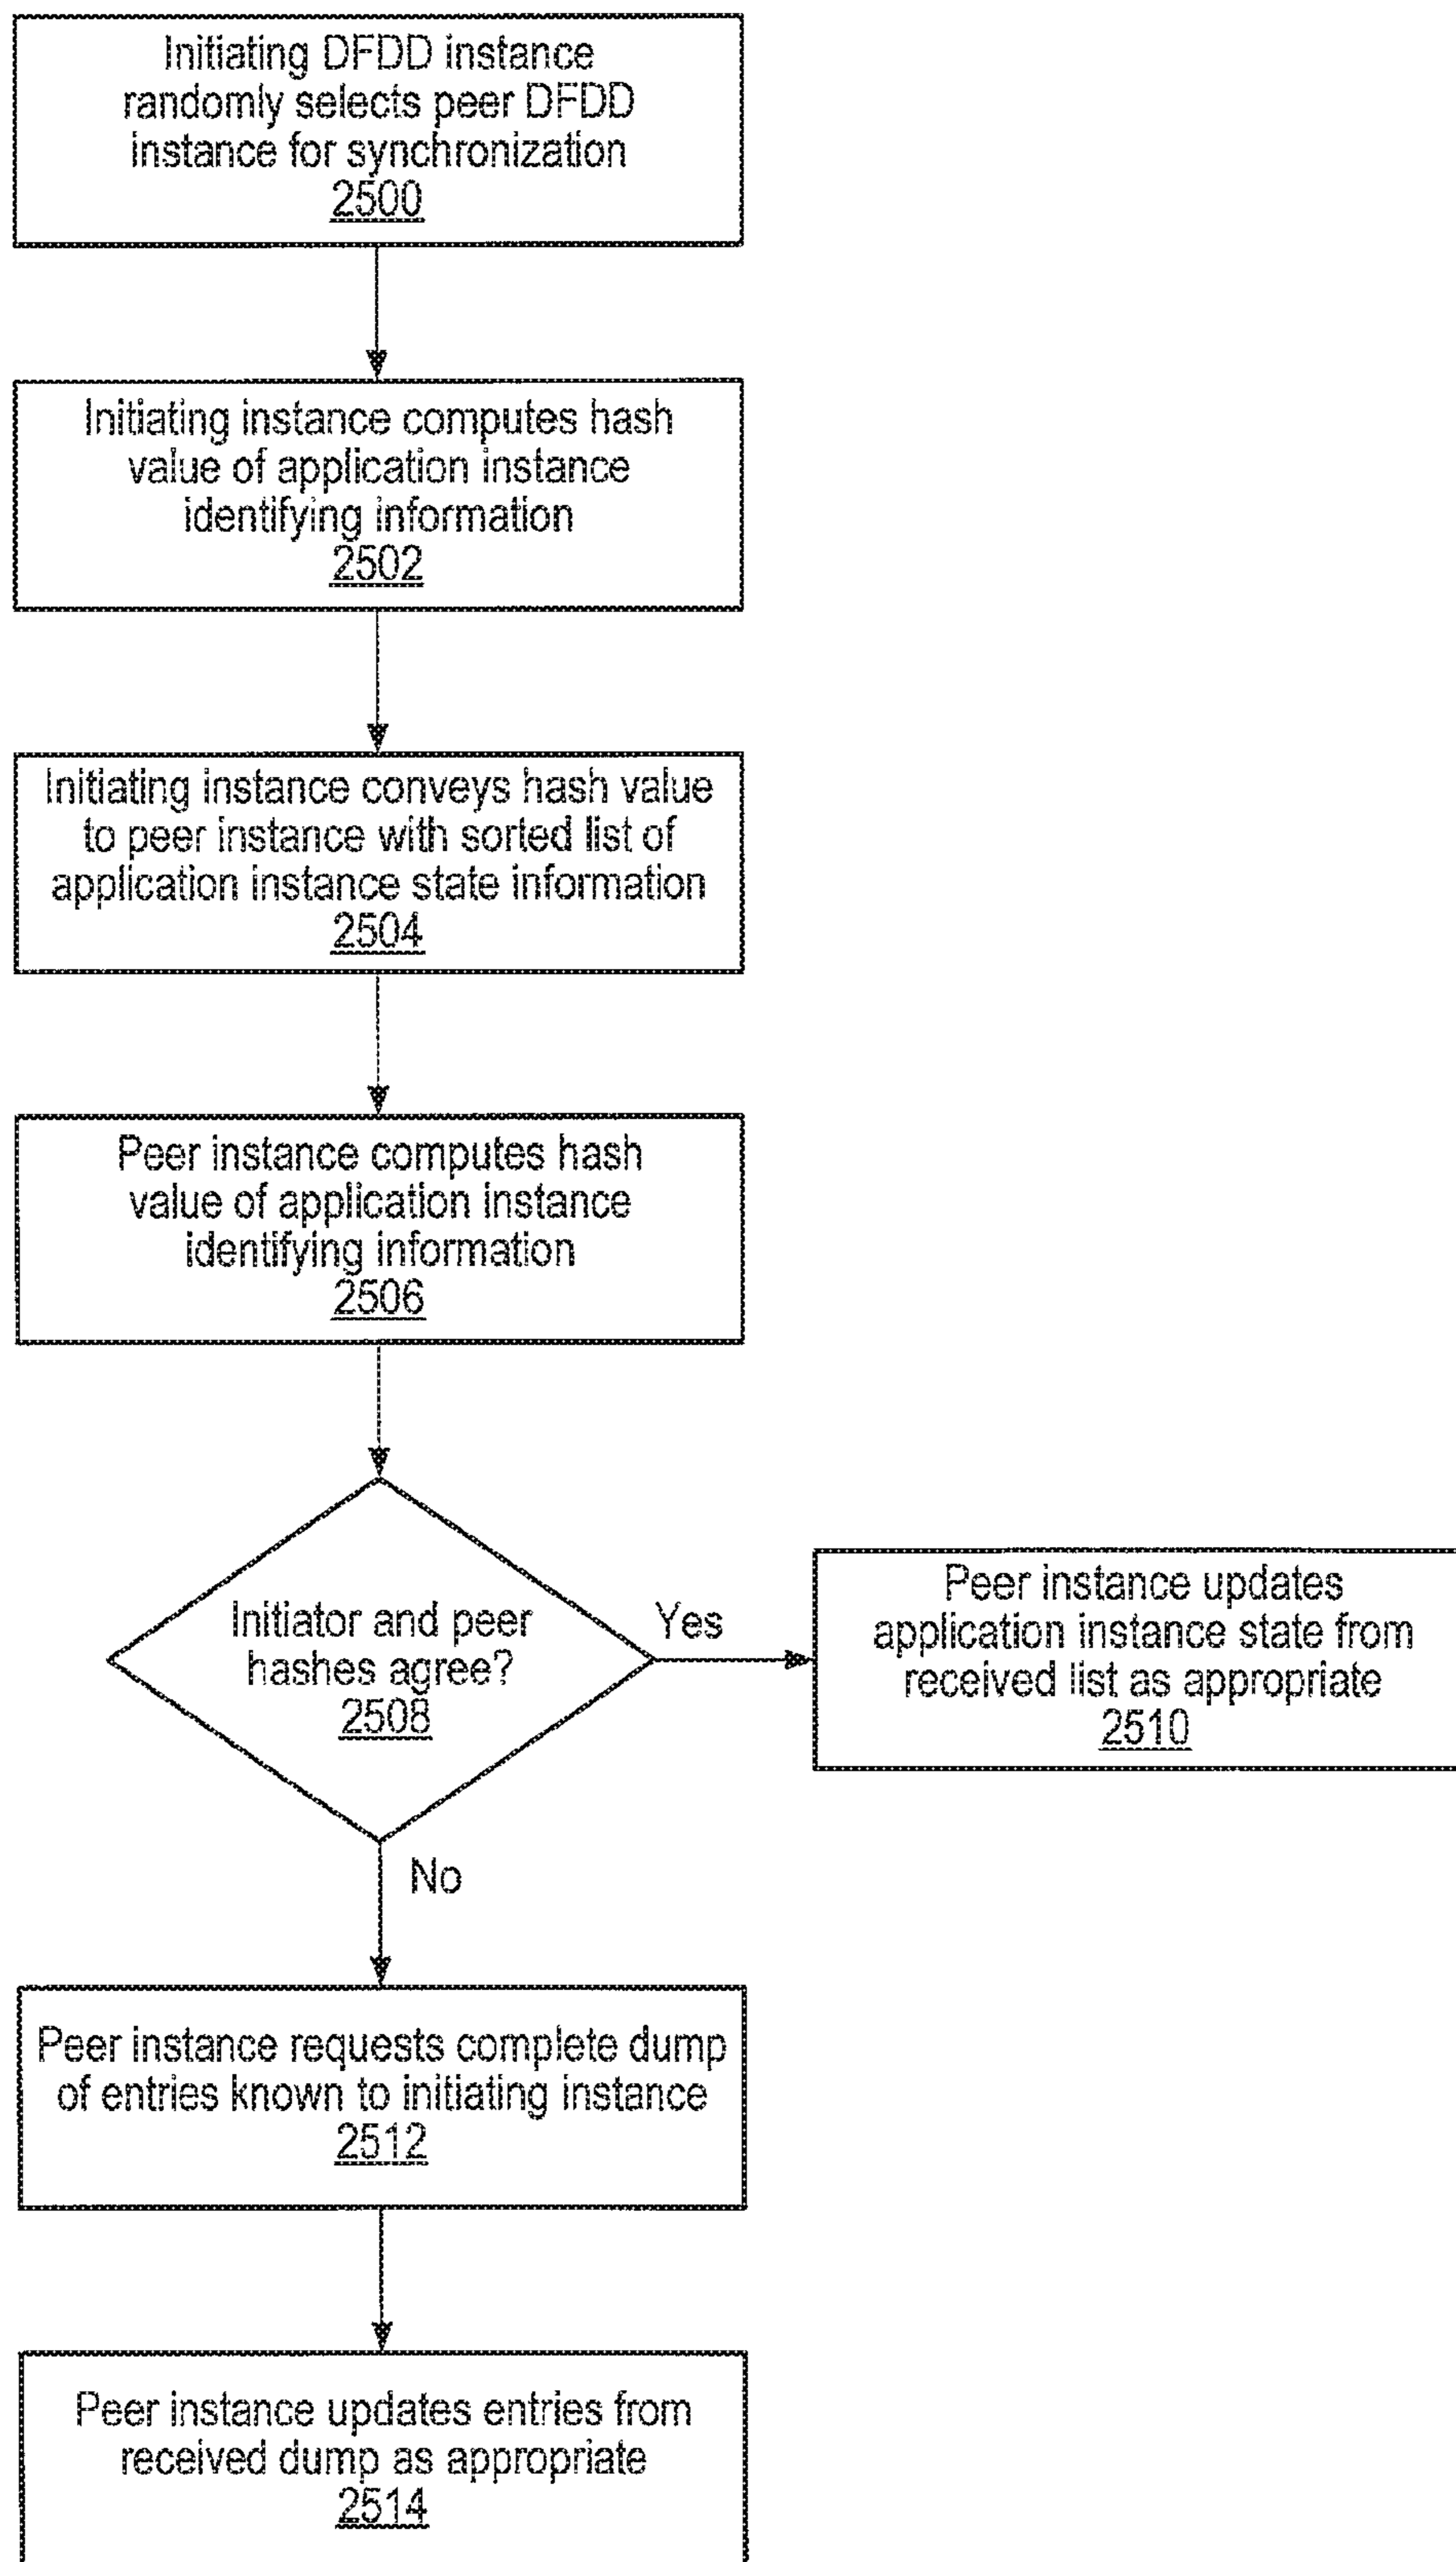 Initiating DFDD instance
randomly selects peer DFDD
instance for synchronization
2500
Initiating instance computes hash
value of application instance
identifying information
2502
Initiating instance conveys hash value
to peer instance with sorted list of
application instance state information
2504
Peer instance computes hash
value of application instance
identifying information
2506
Initiator and peer
hashes agree?
2508
Yes
Peer instance updates
application instance state from
received list as appropriate
2510
No
Peer instance requests complete dump
of entries known to initiating instance
2512
Peer instance updates entries from
received dump as appropriate
2514